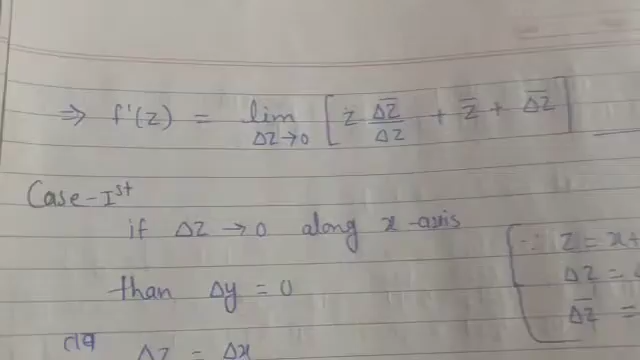 ⇒ f'(z) = lim Δz→0 [ z Δz̅/Δz + z̅ + Δz̅ ]
Case-Ist
if Δz → 0 along x-axis
than Δy = 0
∵ z = x+
Δz =
Δz̅ =
तब Δz = Δx